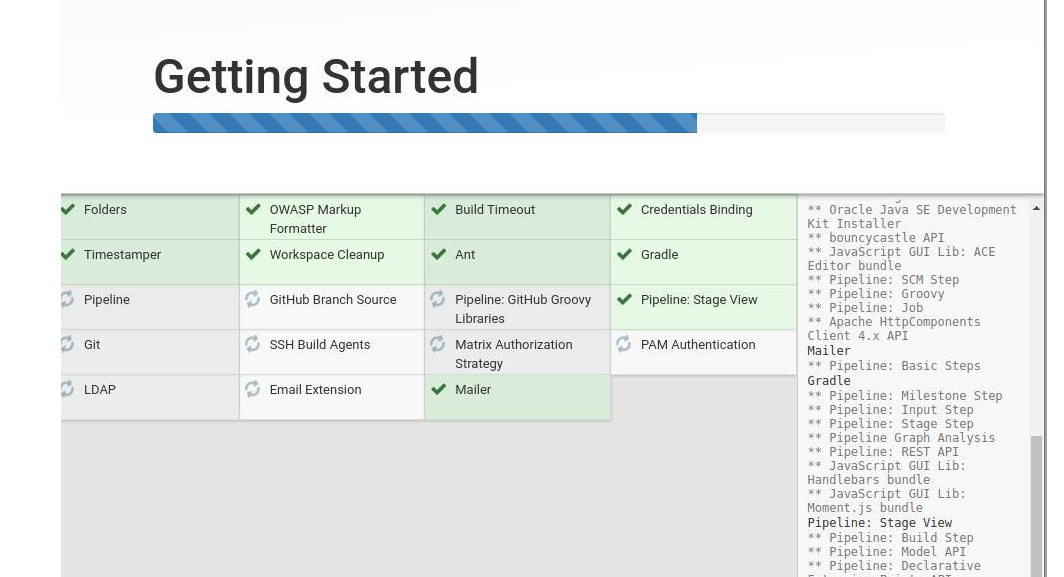 Getting Started
Folders
OWASP Markup
Formatter
Build Timeout
Credentials Binding
Timestamper
Workspace Cleanup
Ant
Gradle
Pipeline
GitHub Branch Source
Pipeline: GitHub Groovy
Libraries
Pipeline: Stage View
Git
SSH Build Agents
Matrix Authorization
Strategy
PAM Authentication
LDAP
Email Extension
Mailer
** Oracle Java SE Development
Kit Installer
** bouncycastle API
** JavaScript GUI Lib: ACE
Editor bundle
** Pipeline: SCM Step
** Pipeline: Groovy
** Pipeline: Job
** Apache HttpComponents
Client 4.x API
Mailer
** Pipeline: Basic Steps
Gradle
** Pipeline: Milestone Step
** Pipeline: Input Step
** Pipeline: Stage Step
** Pipeline Graph Analysis
** Pipeline: REST API
** JavaScript GUI Lib:
Handlebars bundle
** JavaScript GUI Lib:
Moment.js bundle
Pipeline: Stage View
** Pipeline: Build Step
** Pipeline: Model API
** Pipeline: Declarative